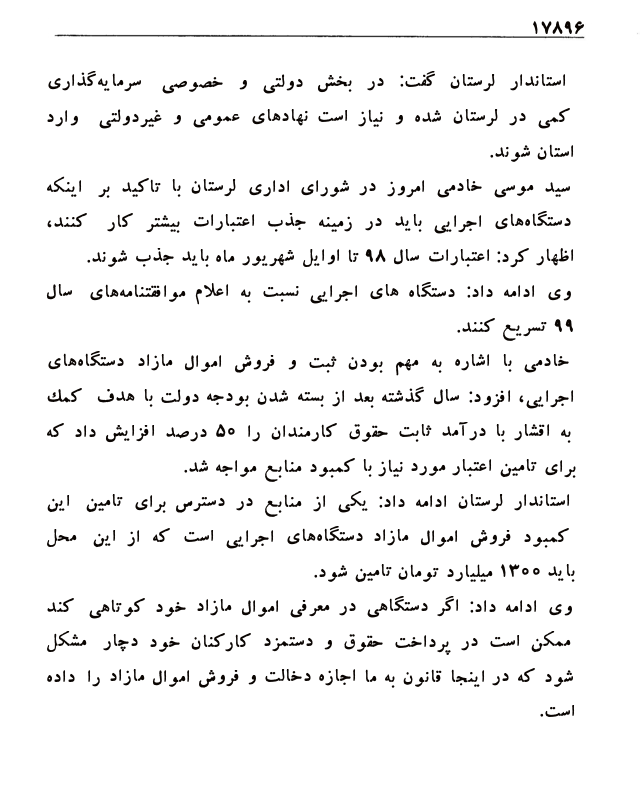 ۱۷۸۹۶
استاندار لرستان گفت: در بخش دولتی و خصوصی سرمایه‌گذاری
کمی در لرستان شده و نیاز است نهادهای عمومی و غیردولتی وارد
استان شوند.
سید موسی خادمی امروز در شورای اداری لرستان با تاکید بر اینکه
دستگاه‌های اجرایی باید در زمینه جذب اعتبارات بیشتر کار کنند،
اظهار کرد: اعتبارات سال ۹۸ تا اوایل شهریور ماه باید جذب شوند.
وی ادامه داد: دستگاه های اجرایی نسبت به اعلام موافقتنامه‌های سال
۹۹ تسریع کنند.
خادمی با اشاره به مهم بودن ثبت و فروش اموال مازاد دستگاه‌های
اجرایی، افزود: سال گذشته بعد از بسته شدن بودجه دولت با هدف کمك
به اقشار با درآمد ثابت حقوق کارمندان را ۵۰ درصد افزایش داد که
برای تامین اعتبار مورد نیاز با کمبود منابع مواجه شد.
استاندار لرستان ادامه داد: یکی از منابع در دسترس برای تامین این
کمبود فروش اموال مازاد دستگاه‌های اجرایی است که از این محل
باید ۱۳۰۰ میلیارد تومان تامین شود.
وی ادامه داد: اگر دستگاهی در معرفی اموال مازاد خود کوتاهی کند
ممکن است در پرداخت حقوق و دستمزد کارکنان خود دچار مشکل
شود که در اینجا قانون به ما اجازه دخالت و فروش اموال مازاد را داده
است.